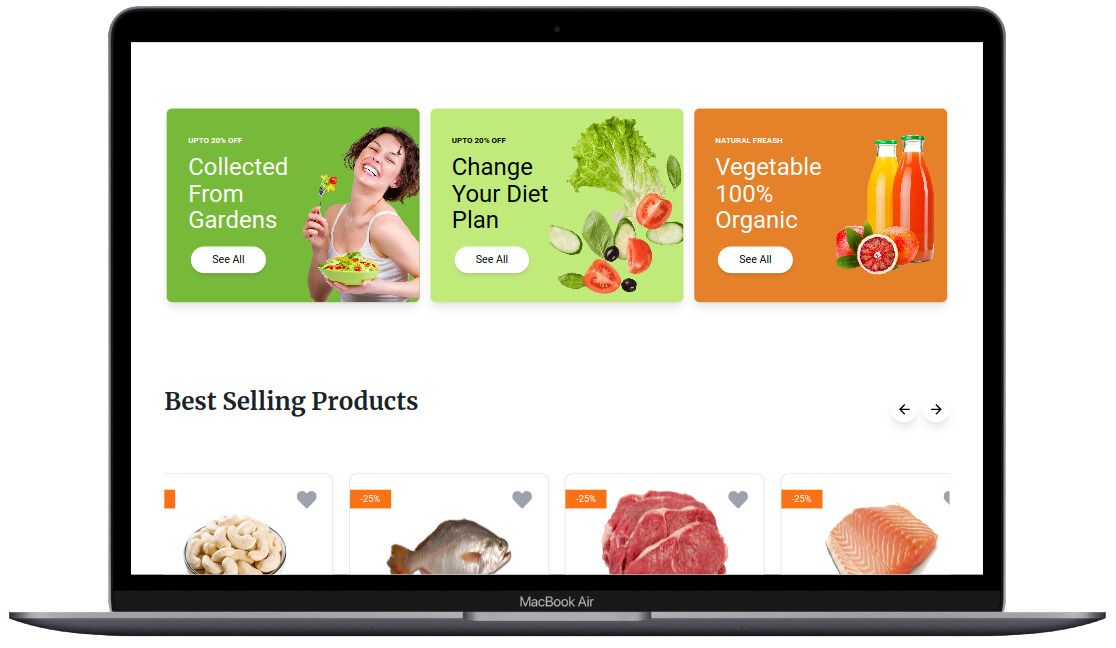 UPTO 20% OFF
Collected
From
Gardens
See All
UPTO 20% OFF
Change
Your Diet
Plan
See All
NATURAL FREASH
Vegetable
100%
Organic
See All
Best Selling Products
-25%
-25%
-25%
MacBook Air